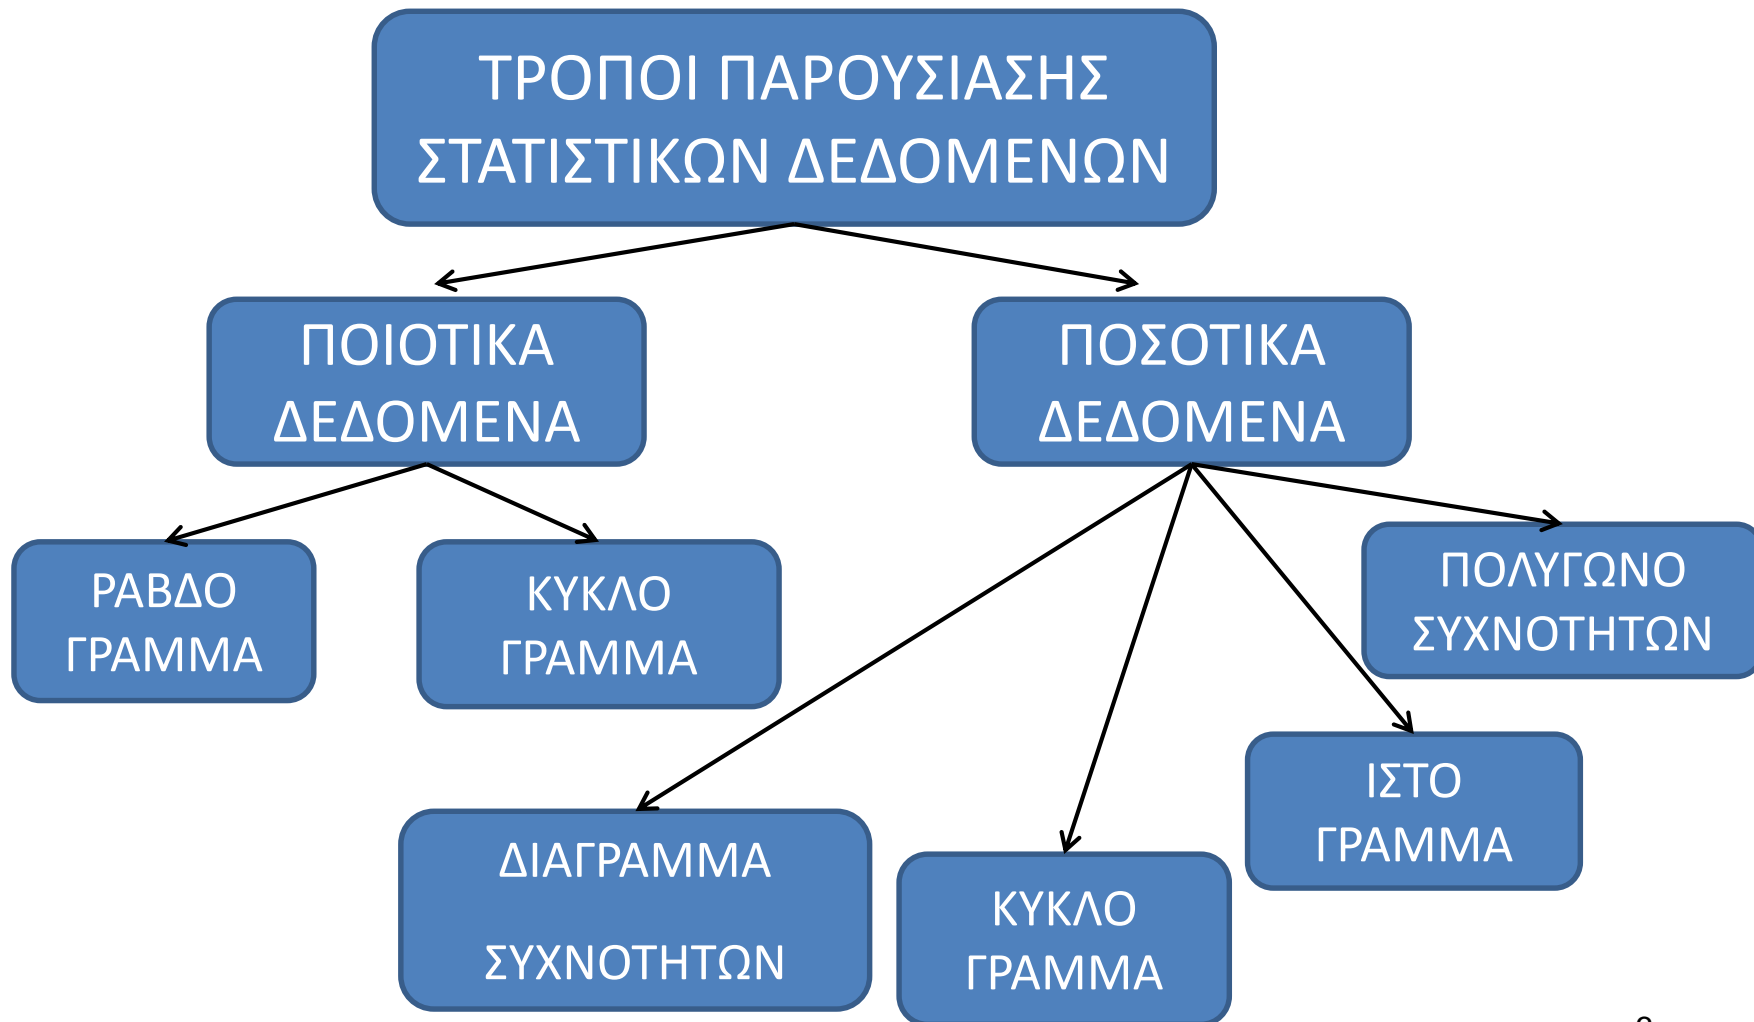 ΤΡΟΠΟΙ ΠΑΡΟΥΣΙΑΣΗΣ
ΣΤΑΤΙΣΤΙΚΩΝ ΔΕΔΟΜΕΝΩΝ
ΠΟΙΟΤΙΚΑ
ΔΕΔΟΜΕΝΑ
ΠΟΣΟΤΙΚΑ
ΔΕΔΟΜΕΝΑ
ΡΑΒΔΟ
ΓΡΑΜΜΑ
ΚΥΚΛΟ
ΓΡΑΜΜΑ
ΠΟΛΥΓΩΝΟ
ΣΥΧΝΟΤΗΤΩΝ
ΔΙΑΓΡΑΜΜΑ
ΣΥΧΝΟΤΗΤΩΝ
ΚΥΚΛΟ
ΓΡΑΜΜΑ
ΙΣΤΟ
ΓΡΑΜΜΑ